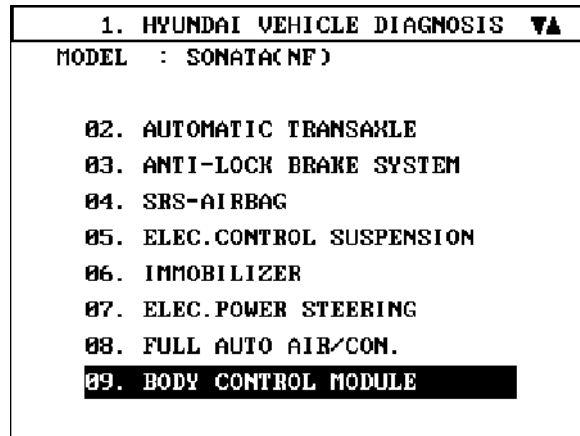 1. HYUNDAI VEHICLE DIAGNOSIS ▼▲
MODEL : SONATA(NF)
02. AUTOMATIC TRANSAXLE
03. ANTI-LOCK BRAKE SYSTEM
04. SRS-AIRBAG
05. ELEC.CONTROL SUSPENSION
06. IMMOBILIZER
07. ELEC.POWER STEERING
08. FULL AUTO AIR/CON.
09. BODY CONTROL MODULE